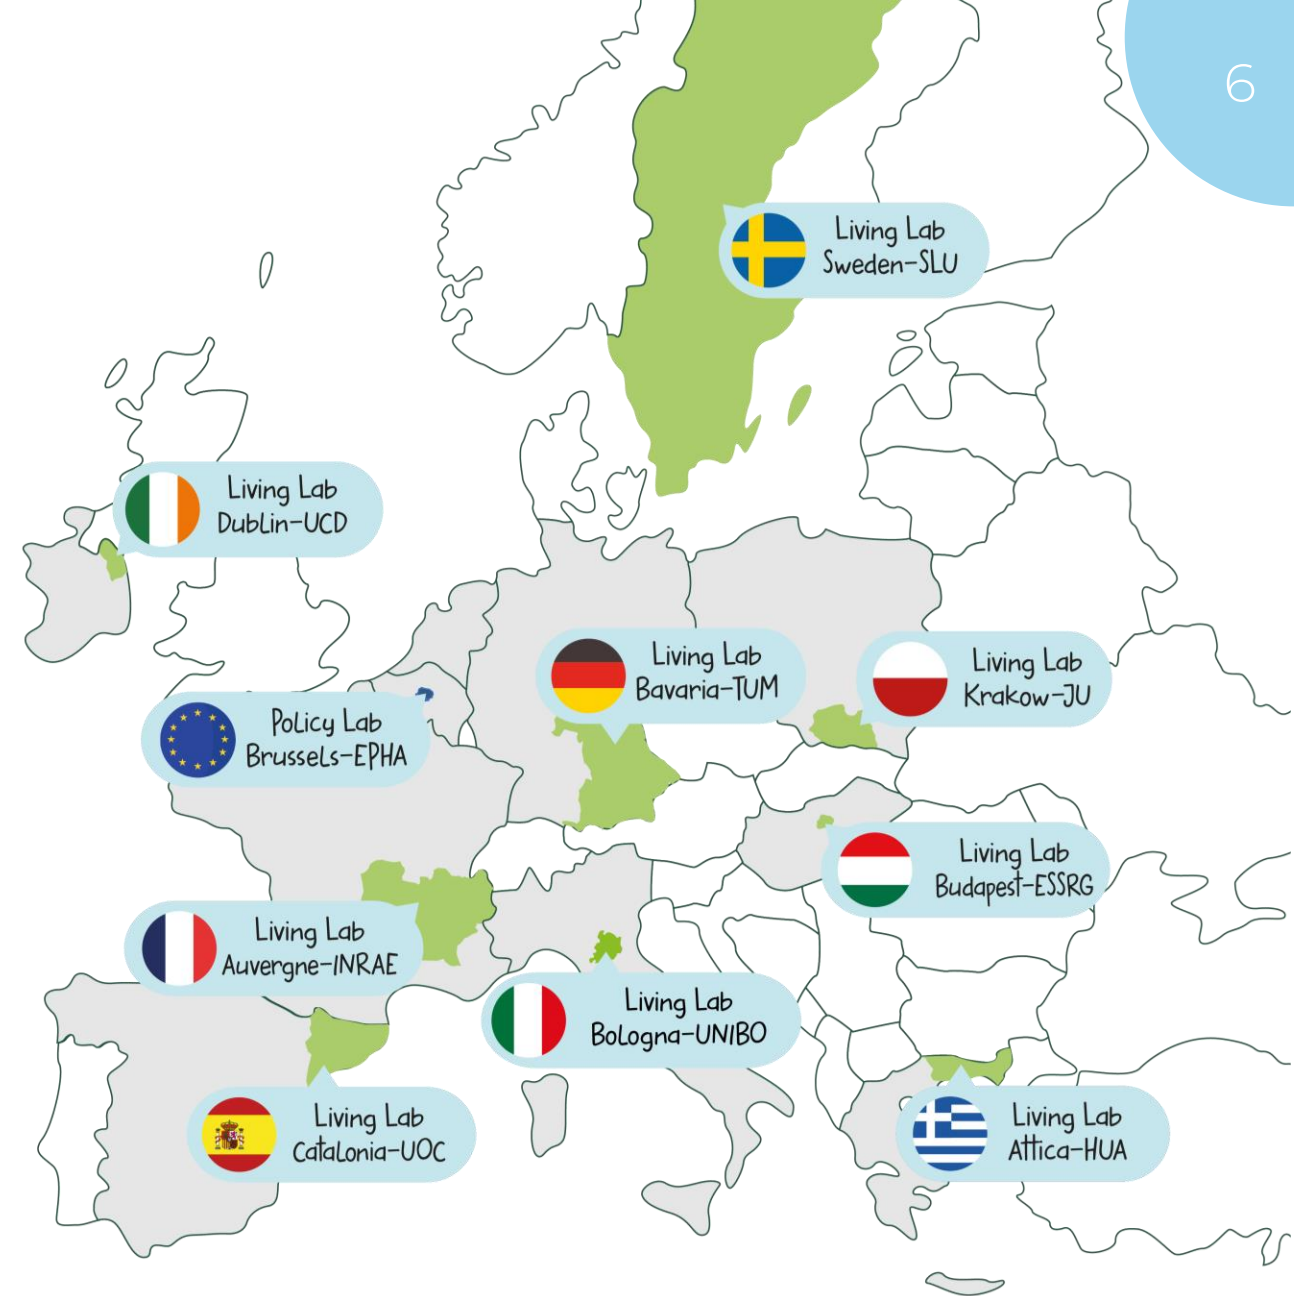 6
Living Lab
Sweden-SLU
Living Lab
Dublin-UCD
Living Lab
Bavaria-TUM
Living Lab
Krakow-JU
Policy Lab
Brussels-EPHA
Living Lab
Budapest-ESSRG
Living Lab
Auvergne-INRAE
Living Lab
Bologna-UNIBO
Living Lab
Catalonia-UOC
Living Lab
Attica-HUA